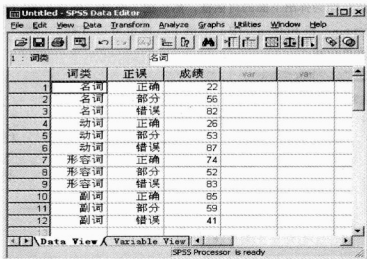 Untitled - SPSS Data Editor
File Edit View Data Transform Analyze Graphs Utilities Window Help
1 : 词类 名词
词类 正误 成绩 var var
1 名词 正确 22
2 名词 部分 56
3 名词 错误 82
4 动词 正确 26
5 动词 部分 53
6 动词 错误 87
7 形容词 正确 74
8 形容词 部分 52
9 形容词 错误 83
10 副词 正确 85
11 副词 部分 59
12 副词 错误 41
Data View Variable View
SPSS Processor is ready